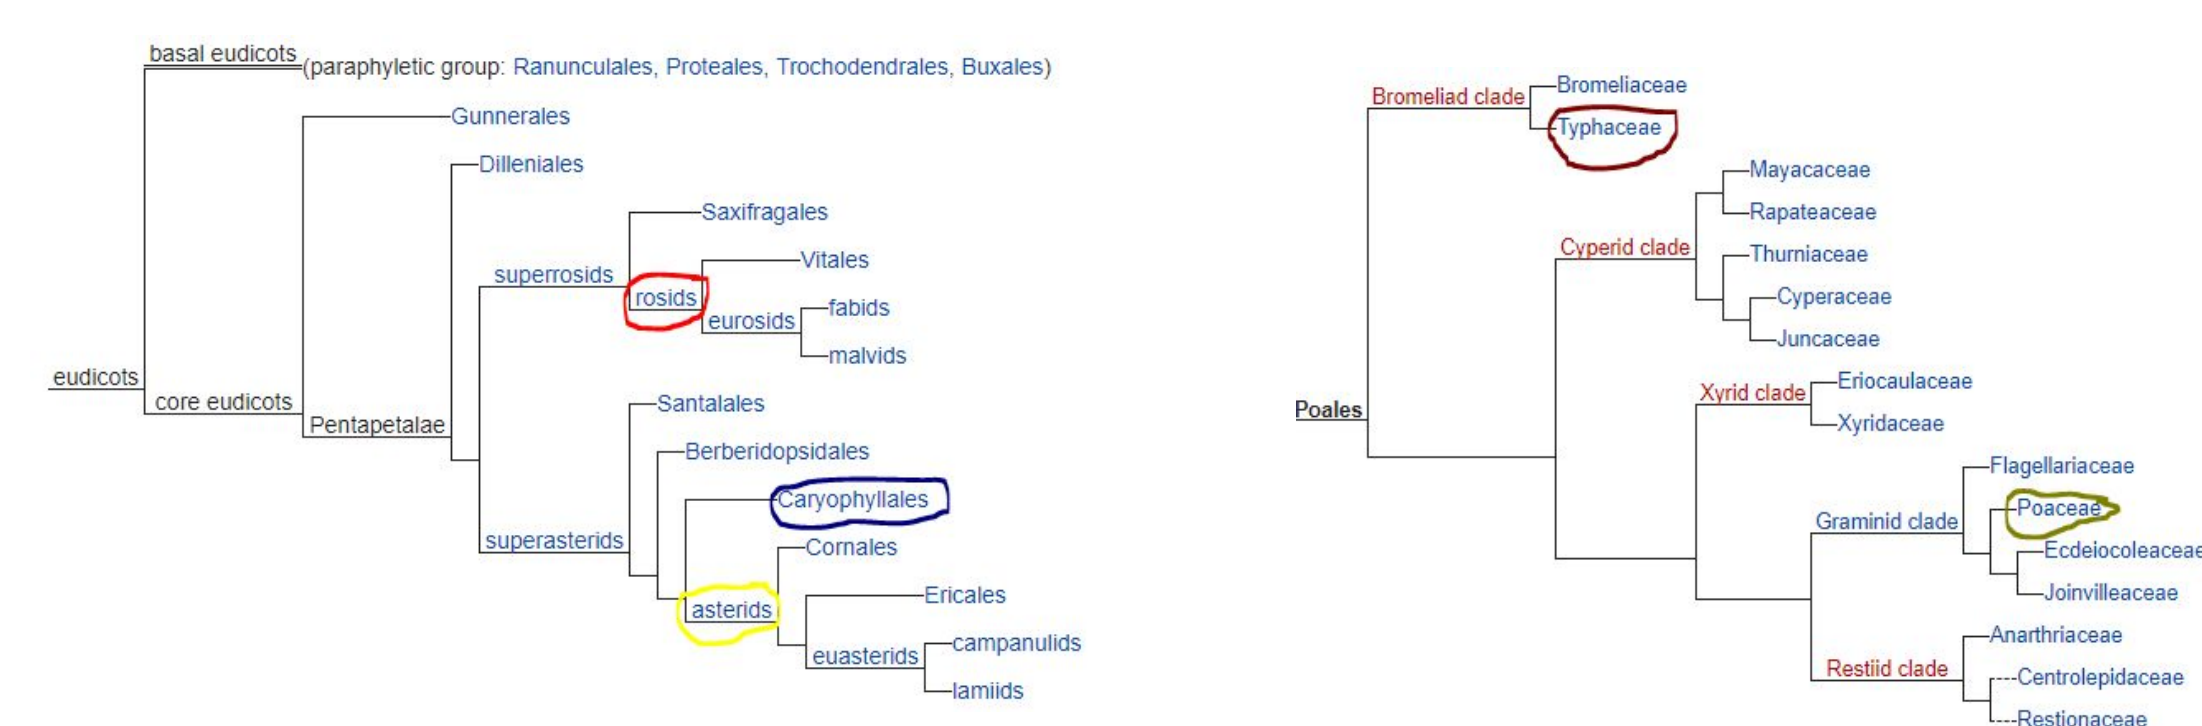 basal eudicots
(paraphyletic group: Ranunculales, Proteales, Trochodendrales, Buxales)
Gunnerales
Dilleniales
Saxifragales
Vitales
superrosids
rosids
fabids
eurosids
malvids
eudicots
core eudicots
Santalales
Pentapetalae
Berberidopsidales
Caryophyllales
superasterids
Cornales
Ericales
asterids
campanulids
euasterids
lamiids
Bromeliaceae
Bromeliad clade
Typhaceae
Mayacaceae
Rapateaceae
Cyperid clade
Thurniaceae
Cyperaceae
Juncaceae
Eriocaulaceae
Xyrid clade
Poales
Xyridaceae
Flagellariaceae
Poaceae
Graminid clade
Ecdeiocoleaceae
Joinvilleaceae
Anarthriaceae
Restiid clade
Centrolepidaceae
Restionaceae